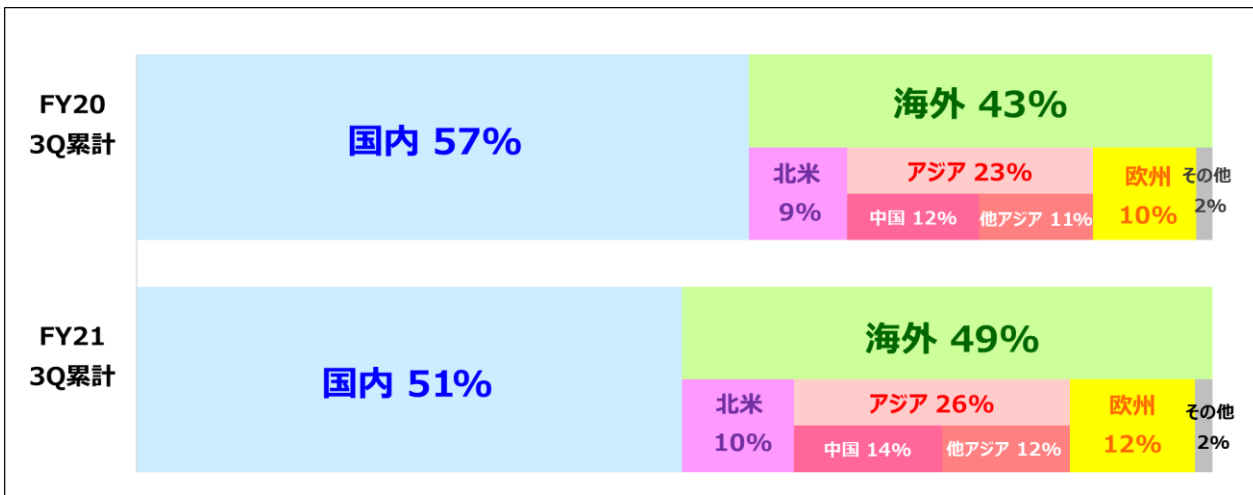 FY20
3Q累計
国内 57%
海外 43%
北米
9%
アジア 23%
中国 12%
他アジア 11%
欧州
10%
その他
2%
FY21
3Q累計
国内 51%
海外 49%
北米
10%
アジア 26%
中国 14%
他アジア 12%
欧州
12%
その他
2%